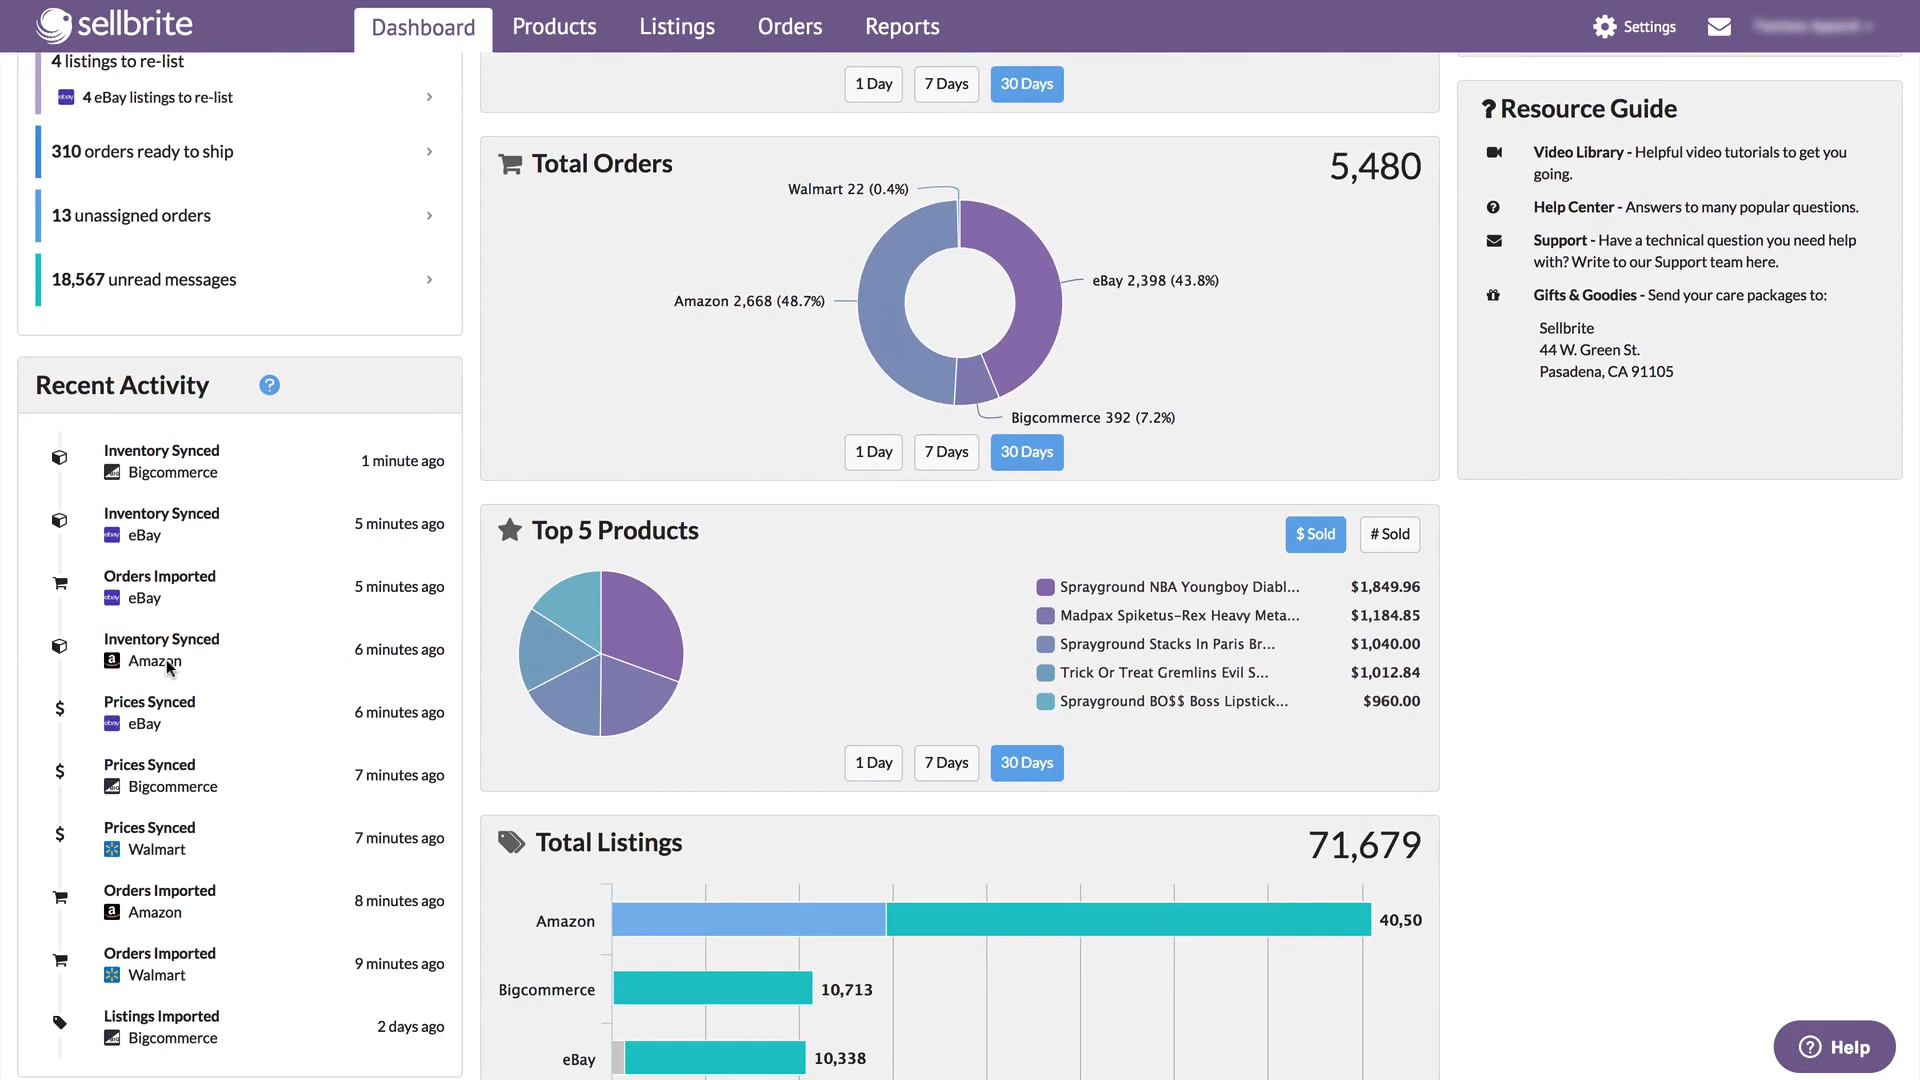 sellbrite
Dashboard
Products
Listings
Orders
Reports
Settings
4 listings to re-list
4 eBay listings to re-list
310 orders ready to ship
13 unassigned orders
18,567 unread messages
Recent Activity
Inventory Synced
Bigcommerce
1 minute ago
Inventory Synced
eBay
5 minutes ago
Orders Imported
eBay
5 minutes ago
Inventory Synced
Amazon
6 minutes ago
Prices Synced
eBay
6 minutes ago
Prices Synced
Bigcommerce
7 minutes ago
Prices Synced
Walmart
7 minutes ago
Orders Imported
Amazon
8 minutes ago
Orders Imported
Walmart
9 minutes ago
Listings Imported
Bigcommerce
2 days ago
1 Day
7 Days
30 Days
Total Orders
5,480
Walmart 22 (0.4%)
eBay 2,398 (43.8%)
Amazon 2,668 (48.7%)
Bigcommerce 392 (7.2%)
1 Day
7 Days
30 Days
Top 5 Products
$ Sold
# Sold
Sprayground NBA Youngboy Diabl... $1,849.96
Madpax Spiketus-Rex Heavy Meta... $1,184.85
Sprayground Stacks In Paris Br... $1,040.00
Trick Or Treat Gremlins Evil S... $1,012.84
Sprayground BO$$ Boss Lipstick... $960.00
1 Day
7 Days
30 Days
Total Listings
71,679
Amazon
40,50
Bigcommerce
10,713
eBay
10,338
Resource Guide
Video Library - Helpful video tutorials to get you
going.
Help Center - Answers to many popular questions.
Support - Have a technical question you need help
with? Write to our Support team here.
Gifts & Goodies - Send your care packages to:
Sellbrite
44 W. Green St.
Pasadena, CA 91105
Help